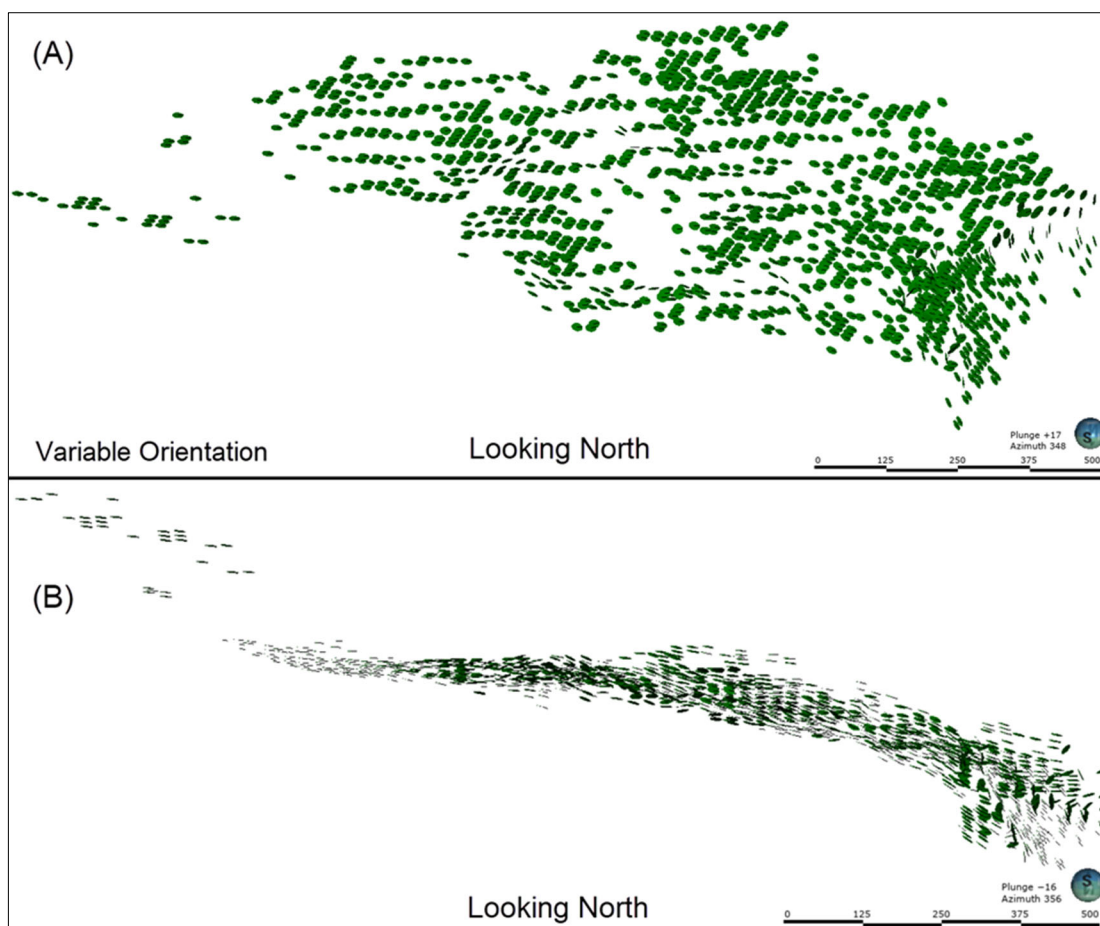 (A)
Variable Orientation
Looking North
Plunge +17
Azimuth 348
S
0 125 250 375 500
(B)
Looking North
Plunge −16
Azimuth 356
S
0 125 250 375 500